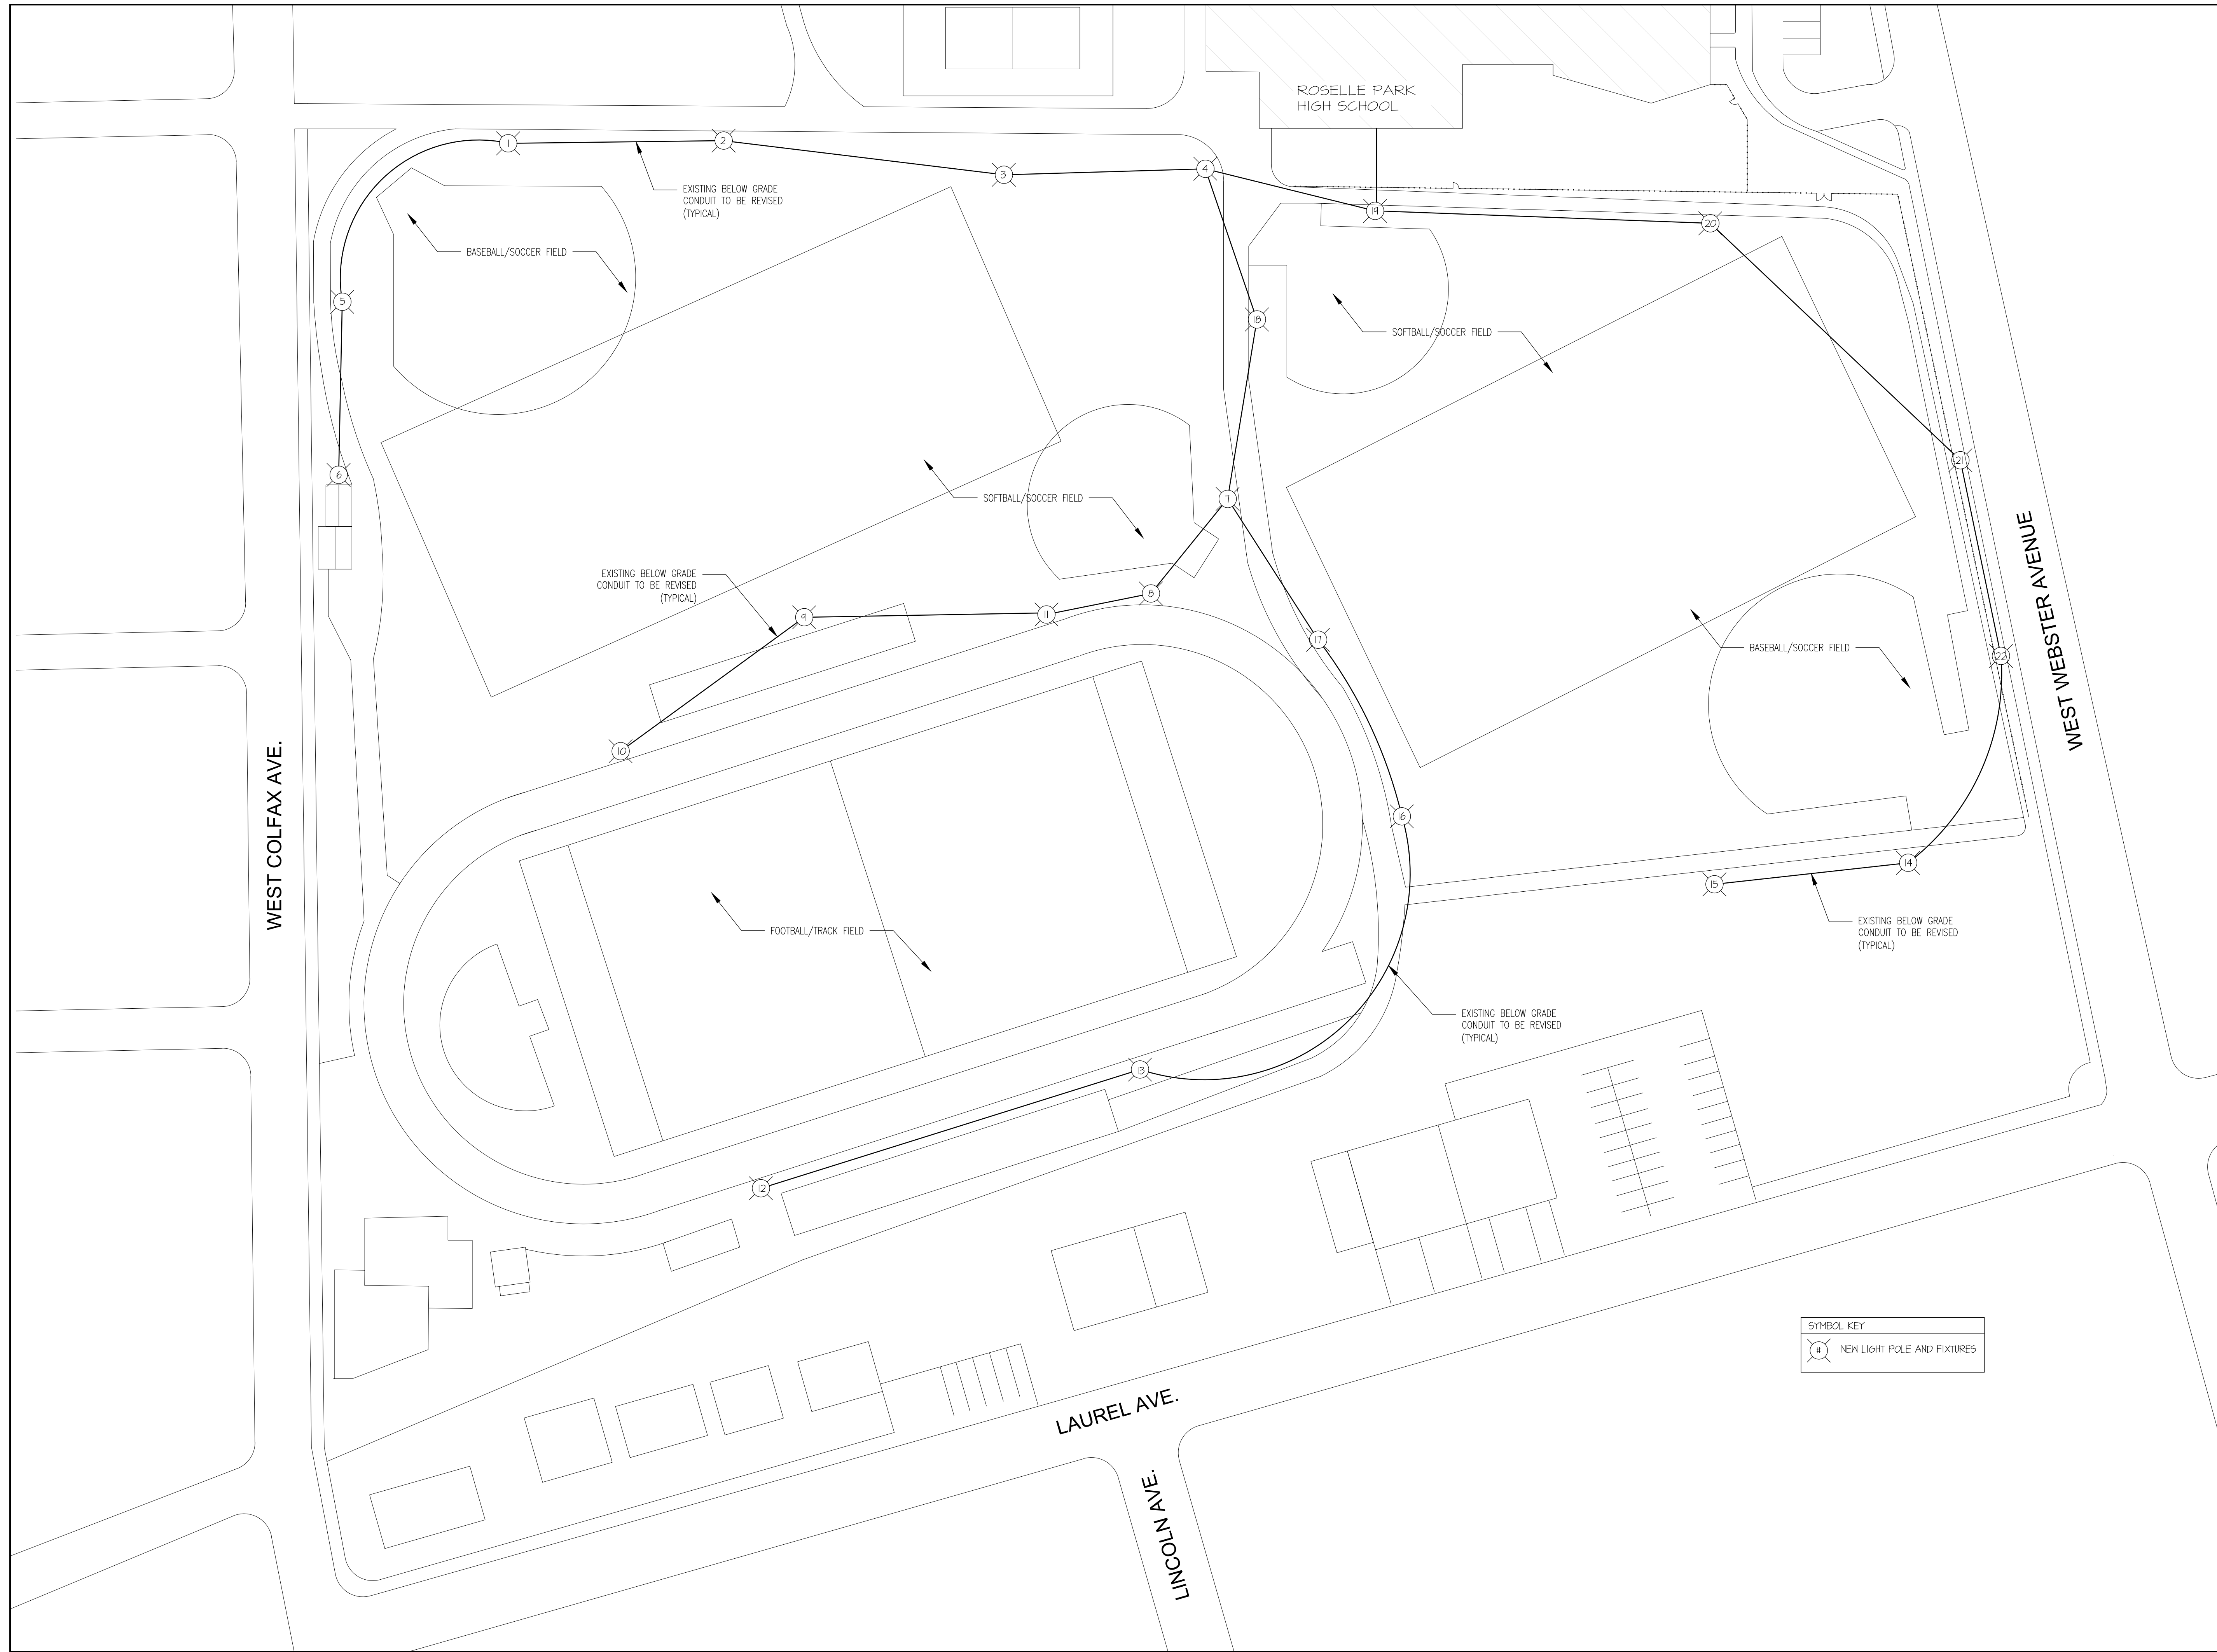 ROSELLE PARK
HIGH SCHOOL
1
2
3
4
19
20
EXISTING BELOW GRADE
CONDUIT TO BE REVISED
(TYPICAL)
BASEBALL/SOCCER FIELD
5
18
SOFTBALL/SOCCER FIELD
6
21
SOFTBALL/SOCCER FIELD
7
WEST WEBSTER AVENUE
EXISTING BELOW GRADE
CONDUIT TO BE REVISED
(TYPICAL)
8
9
11
17
BASEBALL/SOCCER FIELD
22
10
WEST COLFAX AVE.
16
14
15
FOOTBALL/TRACK FIELD
EXISTING BELOW GRADE
CONDUIT TO BE REVISED
(TYPICAL)
EXISTING BELOW GRADE
CONDUIT TO BE REVISED
(TYPICAL)
13
12
SYMBOL KEY
# NEW LIGHT POLE AND FIXTURES
LAUREL AVE.
LINCOLN AVE.